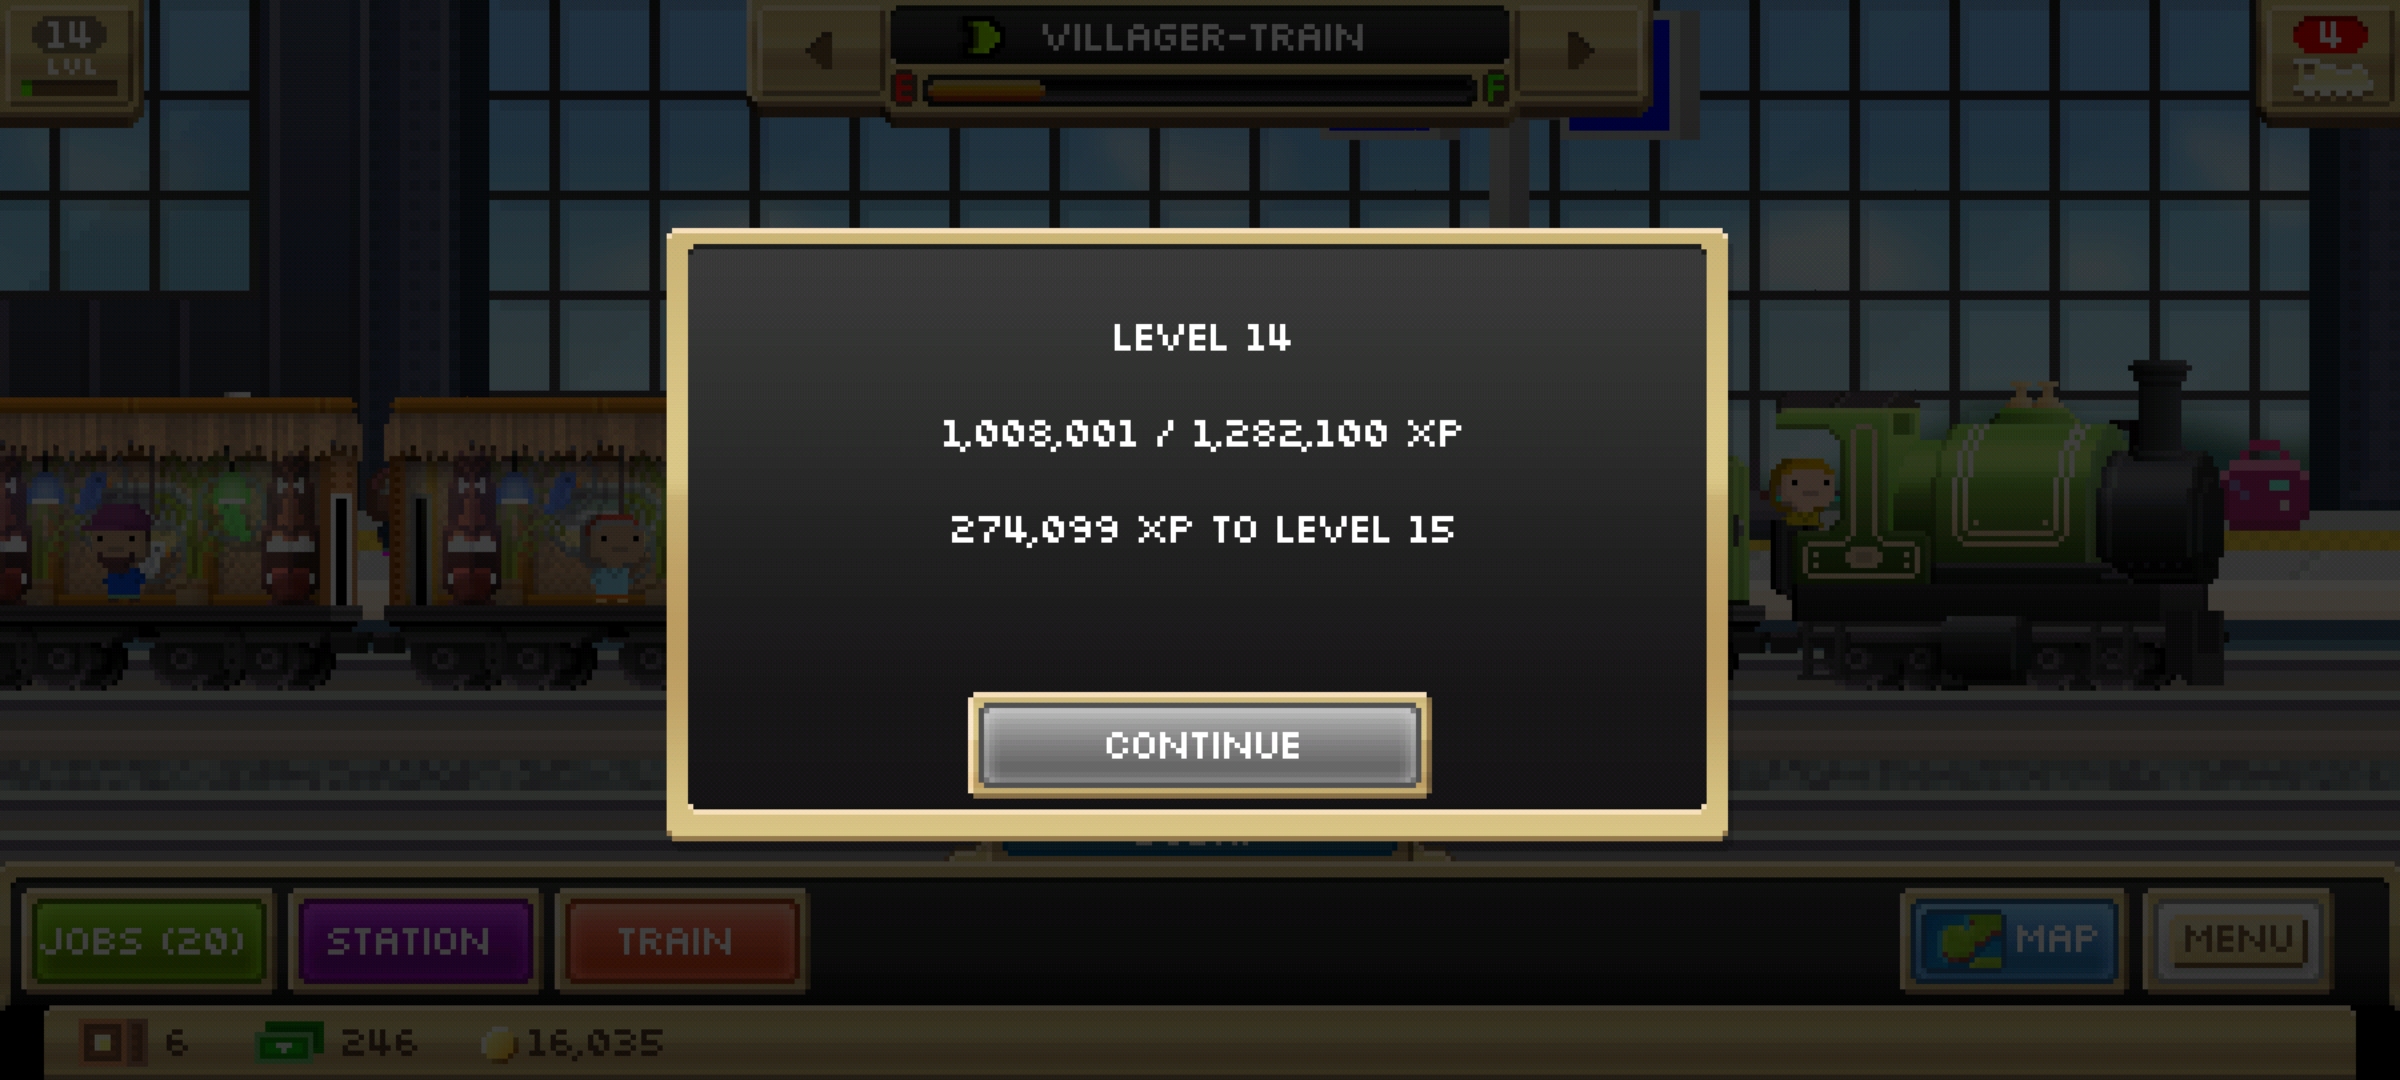 14
LVL
VILLAGER-TRAIN
E F
4
LEVEL 14
1,008,001 / 1,282,100 XP
274,099 XP TO LEVEL 15
CONTINUE
JOBS (20) STATION TRAIN MAP MENU
6 246 16,035